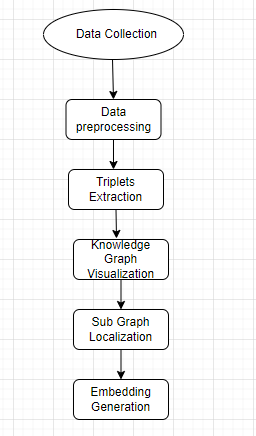 Data Collection
Data
preprocessing
Triplets
Extraction
Knowledge
Graph
Visualization
Sub Graph
Localization
Embedding
Generation